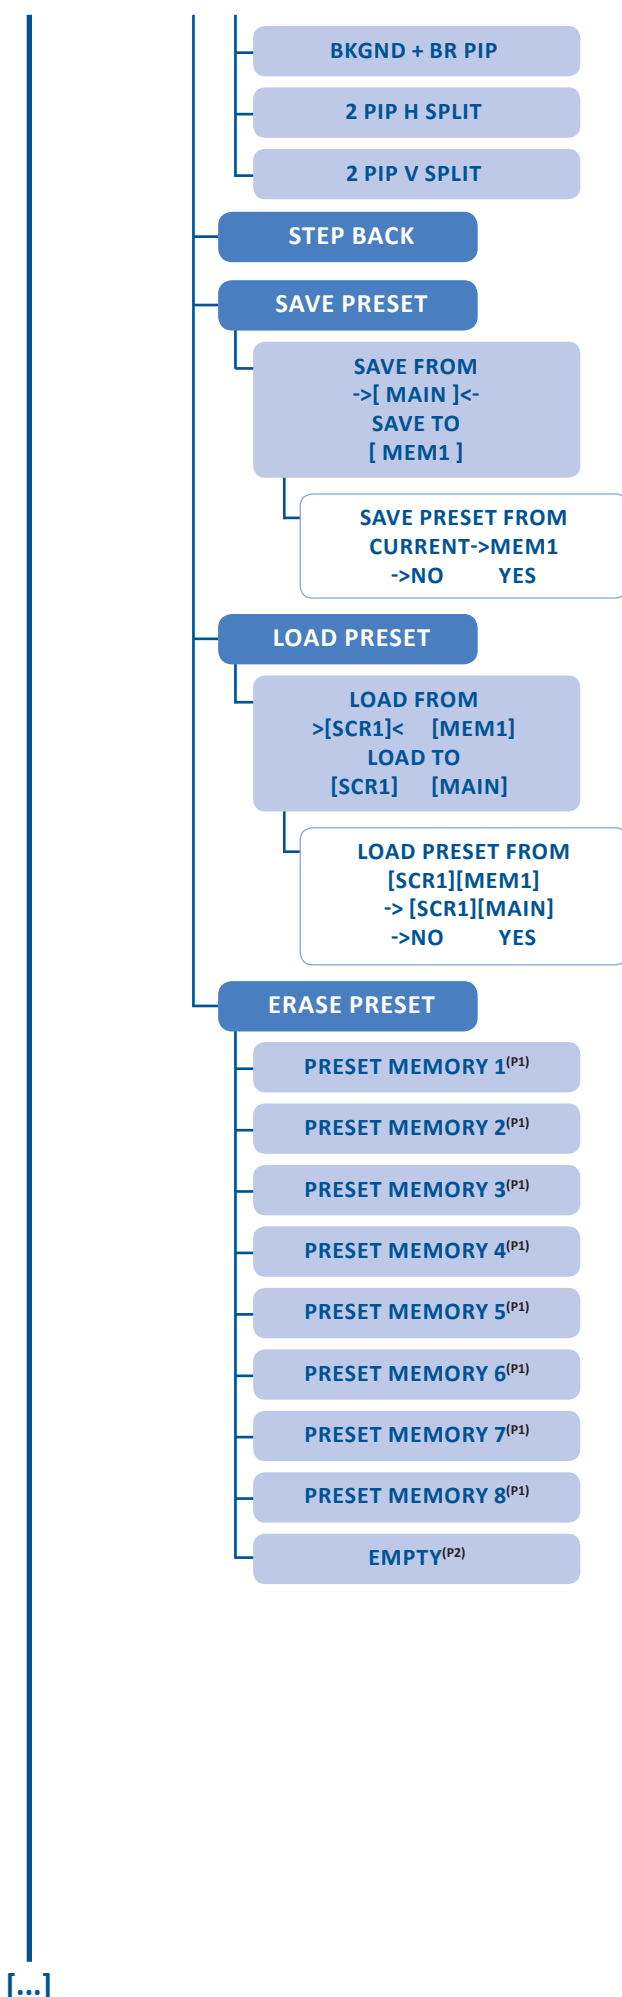 BKGND + BR PIP
2 PIP H SPLIT
2 PIP V SPLIT
STEP BACK
SAVE PRESET
SAVE FROM
->[ MAIN ]<-
SAVE TO
[ MEM1 ]
SAVE PRESET FROM
CURRENT->MEM1
->NO YES
LOAD PRESET
LOAD FROM
>[SCR1]< [MEM1]
LOAD TO
[SCR1] [MAIN]
LOAD PRESET FROM
[SCR1][MEM1]
-> [SCR1][MAIN]
->NO YES
ERASE PRESET
PRESET MEMORY 1(P1)
PRESET MEMORY 2(P1)
PRESET MEMORY 3(P1)
PRESET MEMORY 4(P1)
PRESET MEMORY 5(P1)
PRESET MEMORY 6(P1)
PRESET MEMORY 7(P1)
PRESET MEMORY 8(P1)
EMPTY(P2)
[...]